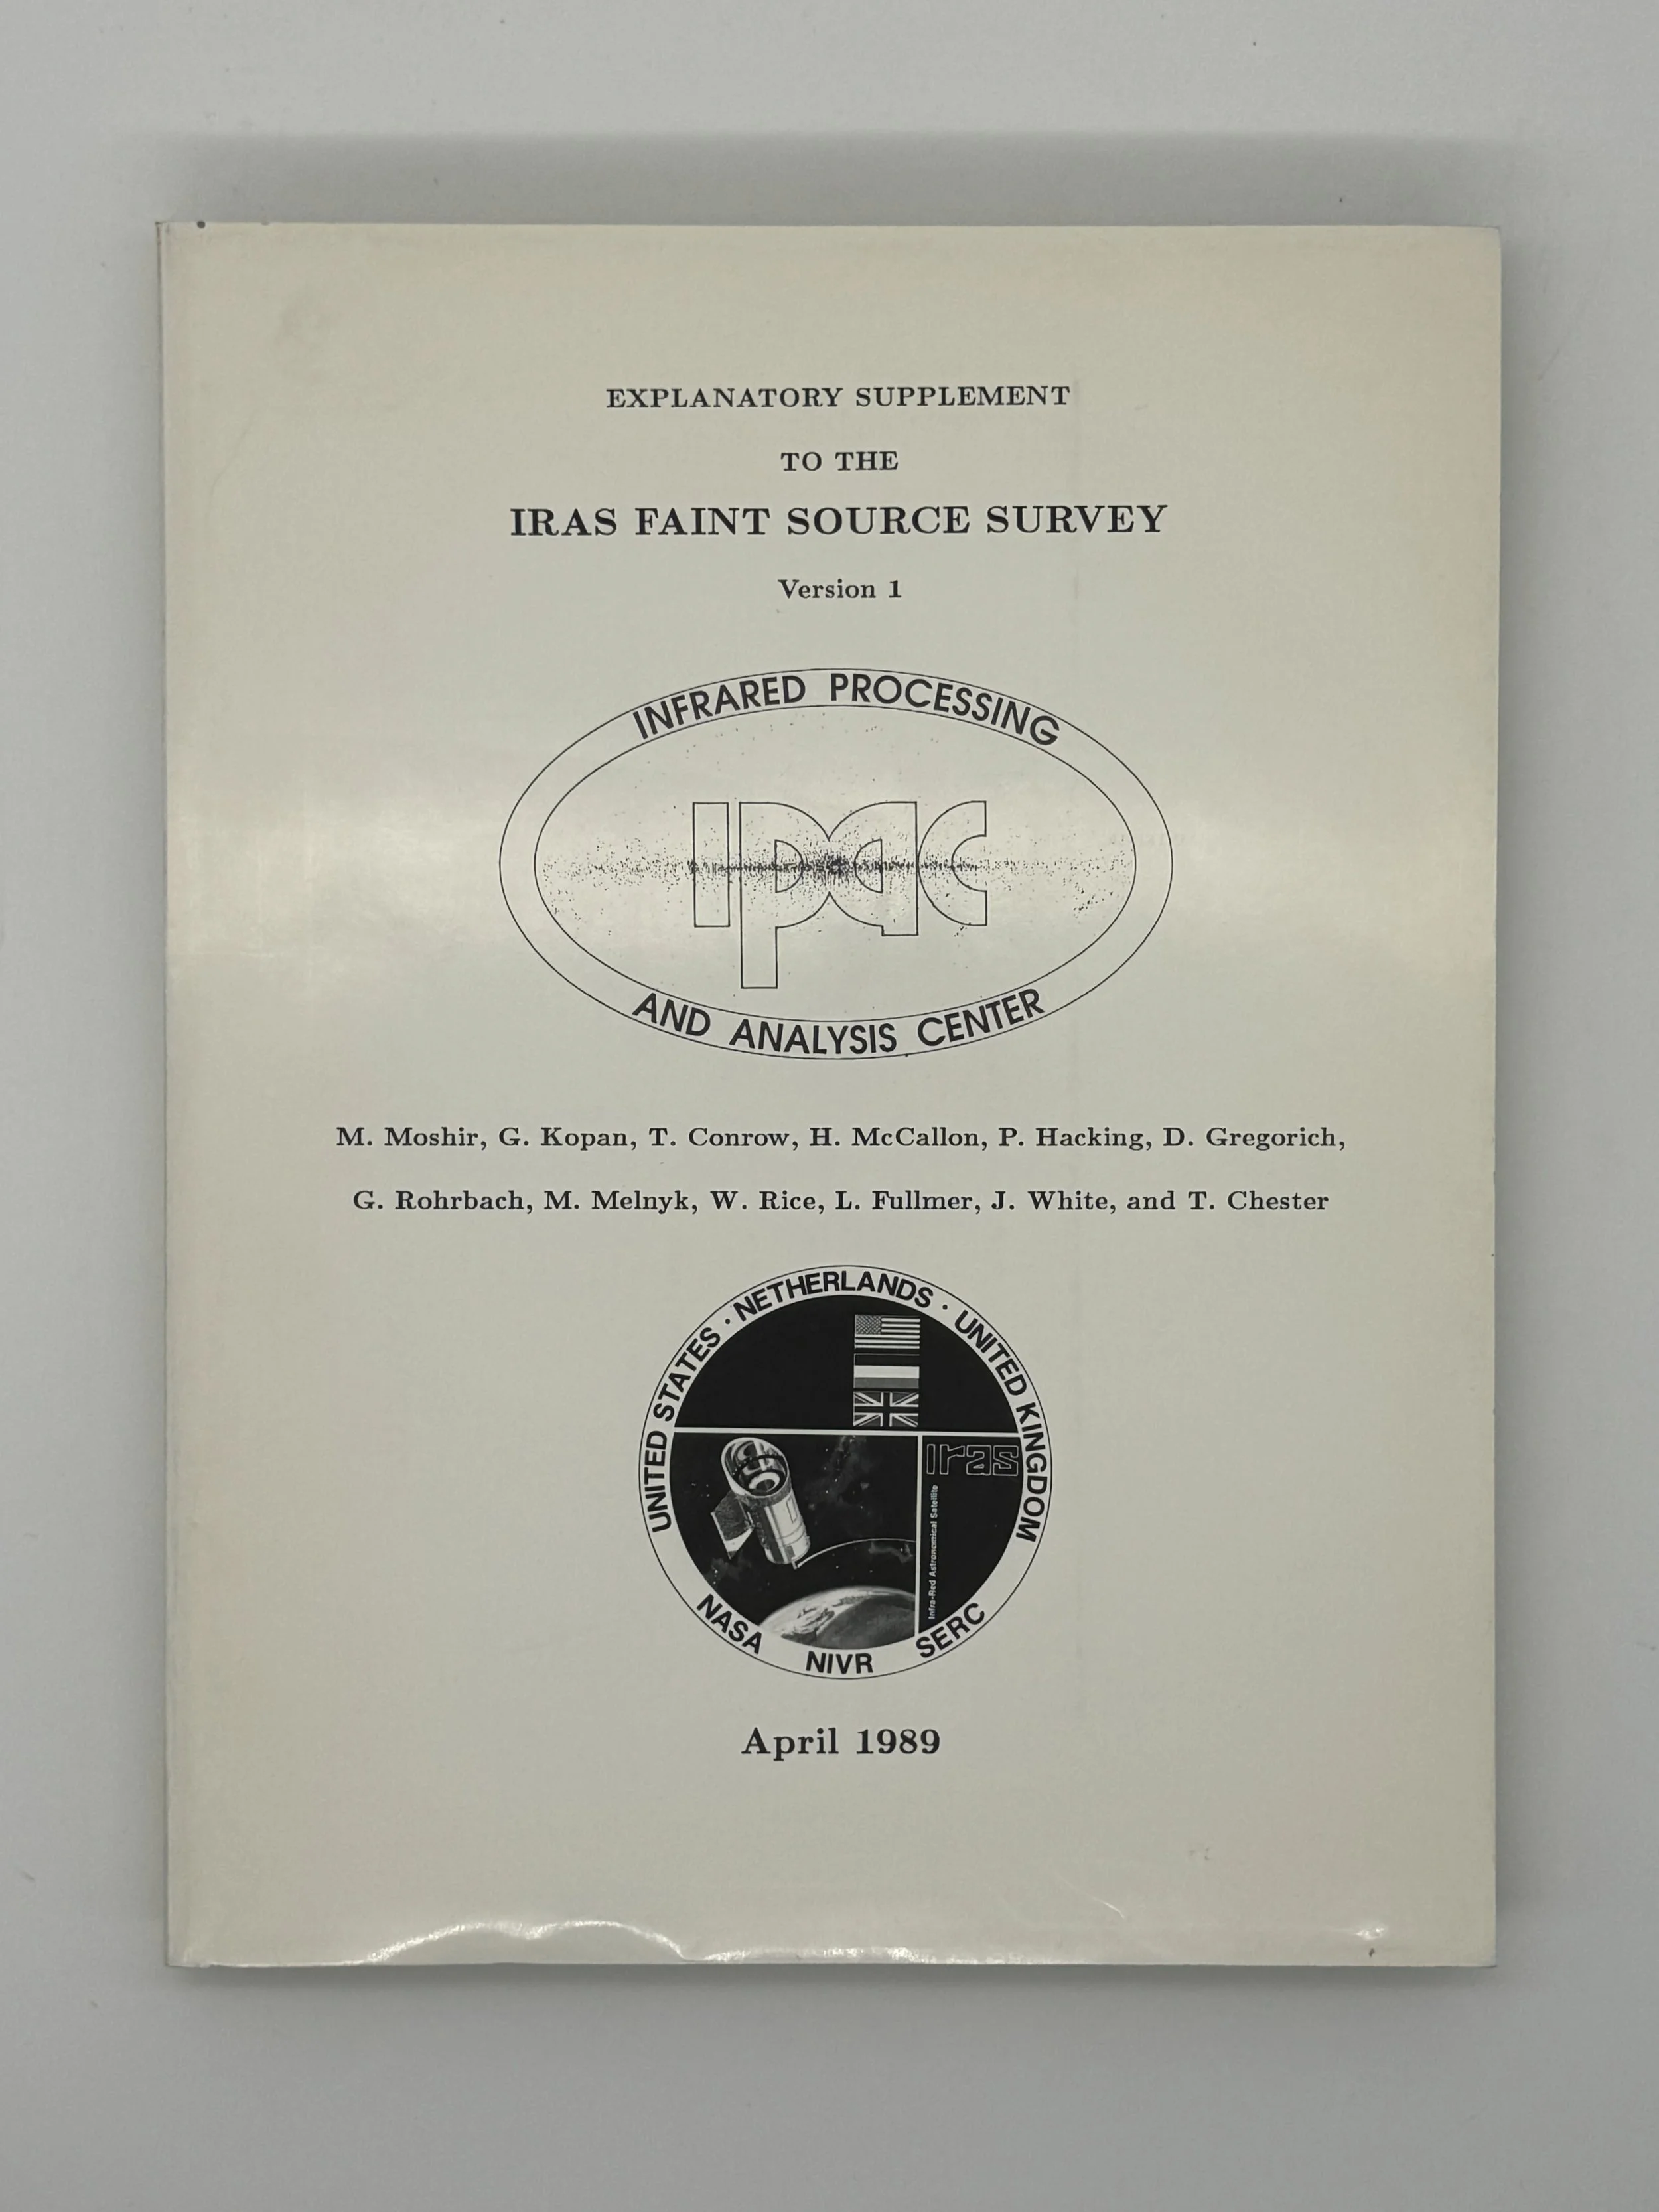 EXPLANATORY SUPPLEMENT
TO THE
IRAS FAINT SOURCE SURVEY
Version 1
INFRARED PROCESSING
ipac
AND ANALYSIS CENTER
M. Moshir, G. Kopan, T. Conrow, H. McCallon, P. Hacking, D. Gregorich,
G. Rohrbach, M. Melnyk, W. Rice, L. Fullmer, J. White, and T. Chester
UNITED STATES · NETHERLANDS · UNITED KINGDOM
iras
Infra-Red Astronomical Satellite
NASA NIVR SERC
April 1989